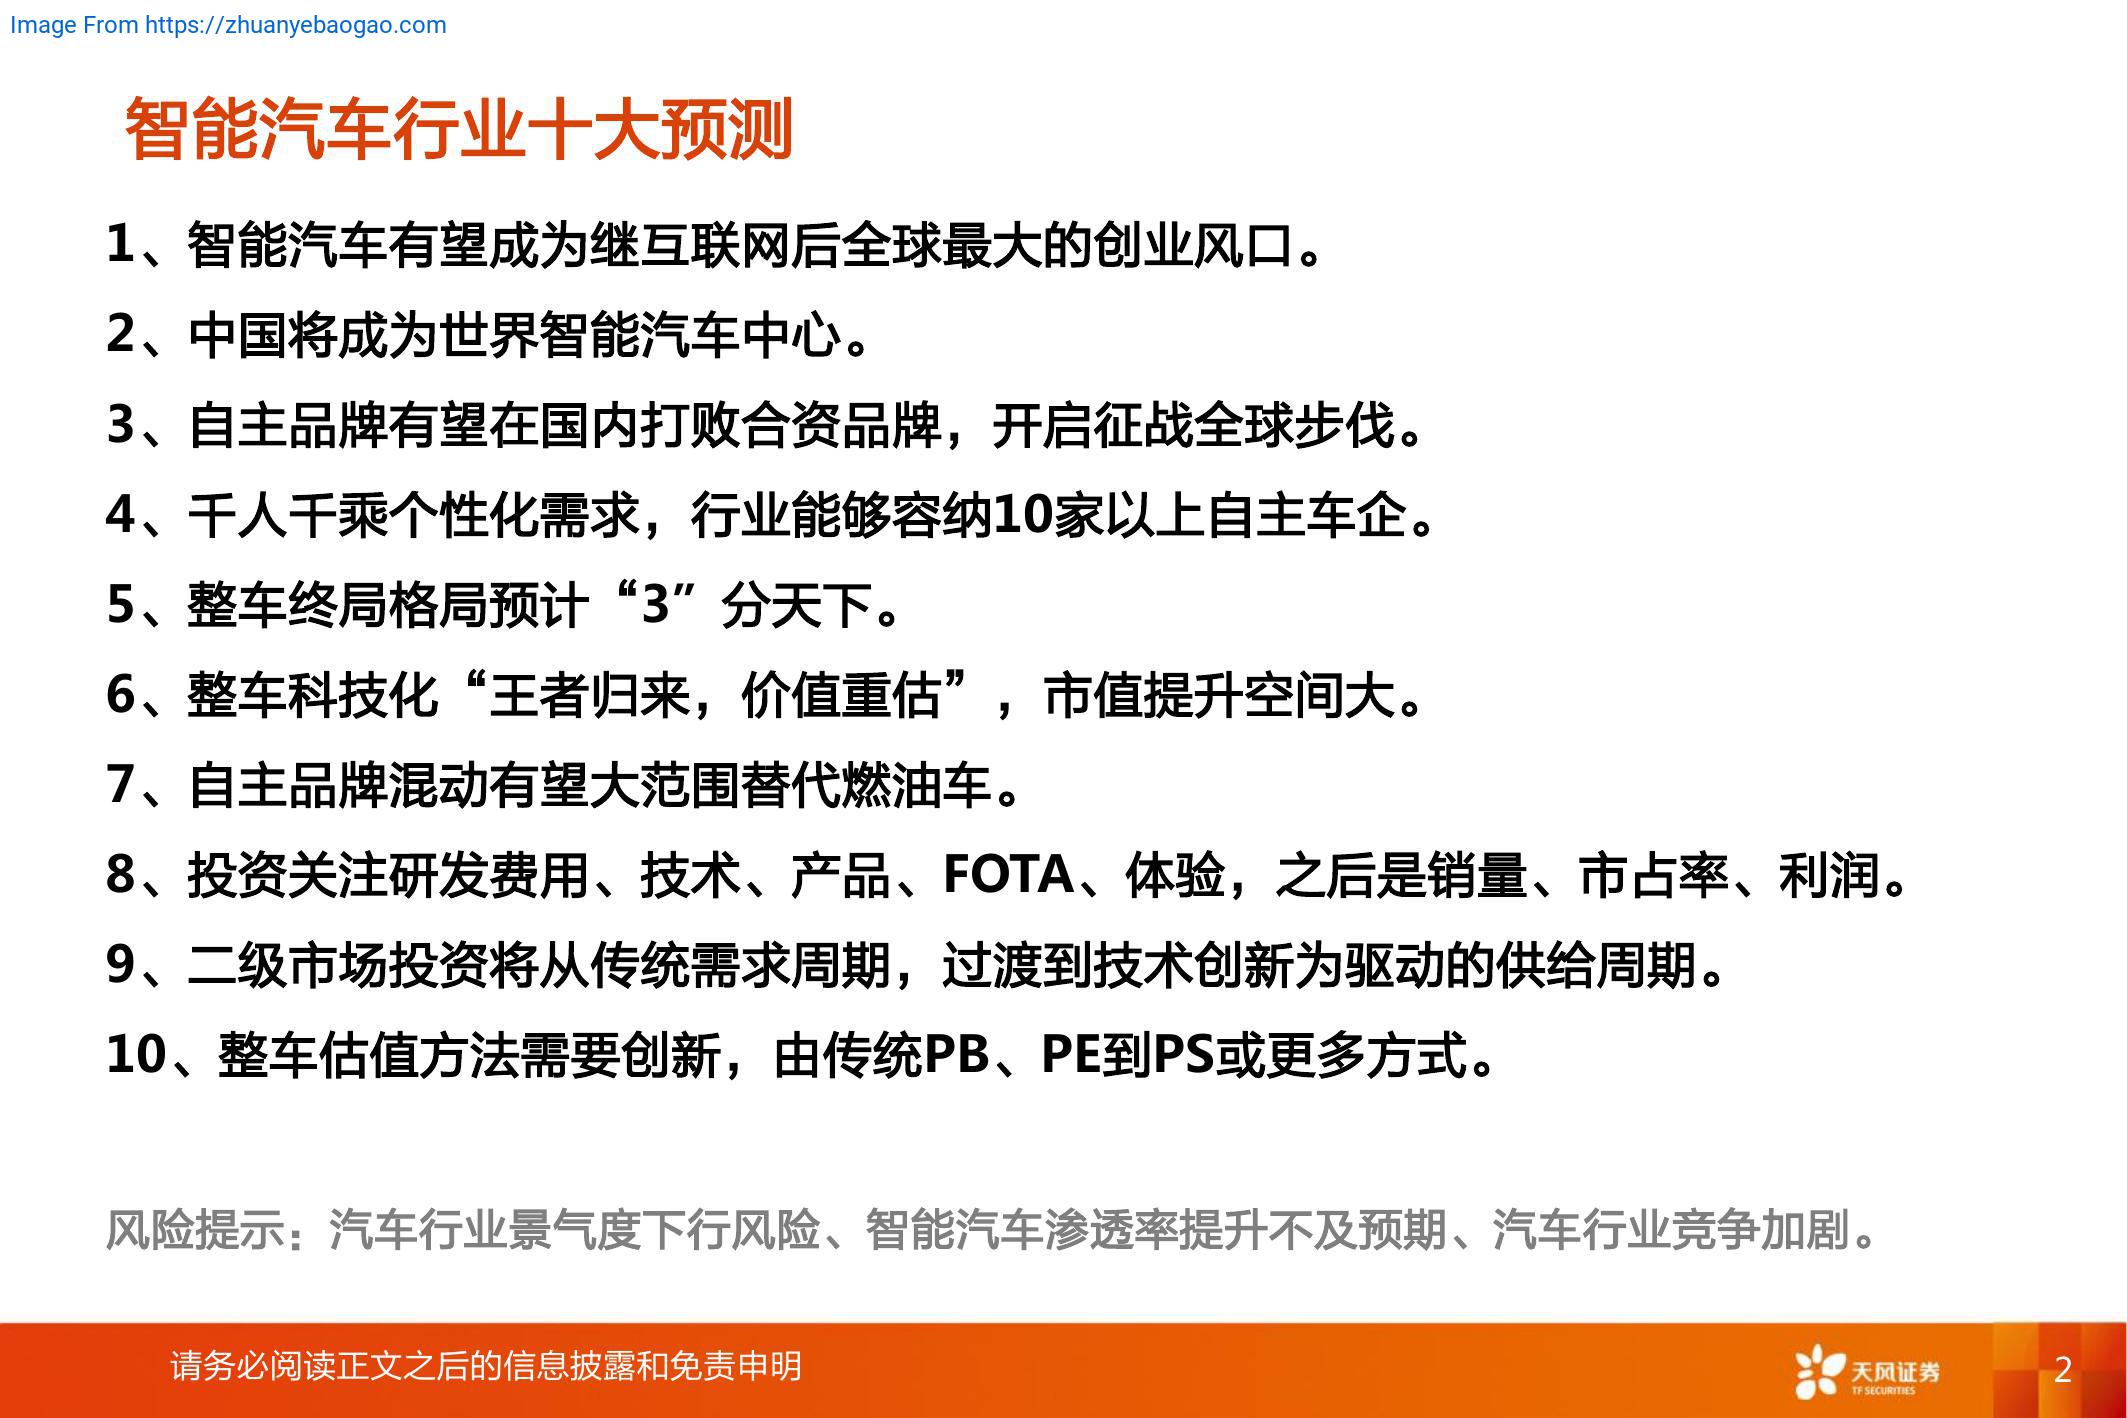 Image From https://zhuanyebaogao.com
智能汽车行业十大预测
1、智能汽车有望成为继互联网后全球最大的创业风口。
2、中国将成为世界智能汽车中心。
3、自主品牌有望在国内打败合资品牌，开启征战全球步伐。
4、千人千乘个性化需求，行业能够容纳10家以上自主车企。
5、整车终局格局预计“3”分天下。
6、整车科技化“王者归来，价值重估”，市值提升空间大。
7、自主品牌混动有望大范围替代燃油车。
8、投资关注研发费用、技术、产品、FOTA、体验，之后是销量、市占率、利润。
9、二级市场投资将从传统需求周期，过渡到技术创新为驱动的供给周期。
10、整车估值方法需要创新，由传统PB、PE到PS或更多方式。
风险提示：汽车行业景气度下行风险、智能汽车渗透率提升不及预期、汽车行业竞争加剧。
请务必阅读正文之后的信息披露和免责申明
天风证券
TF SECURITIES
2